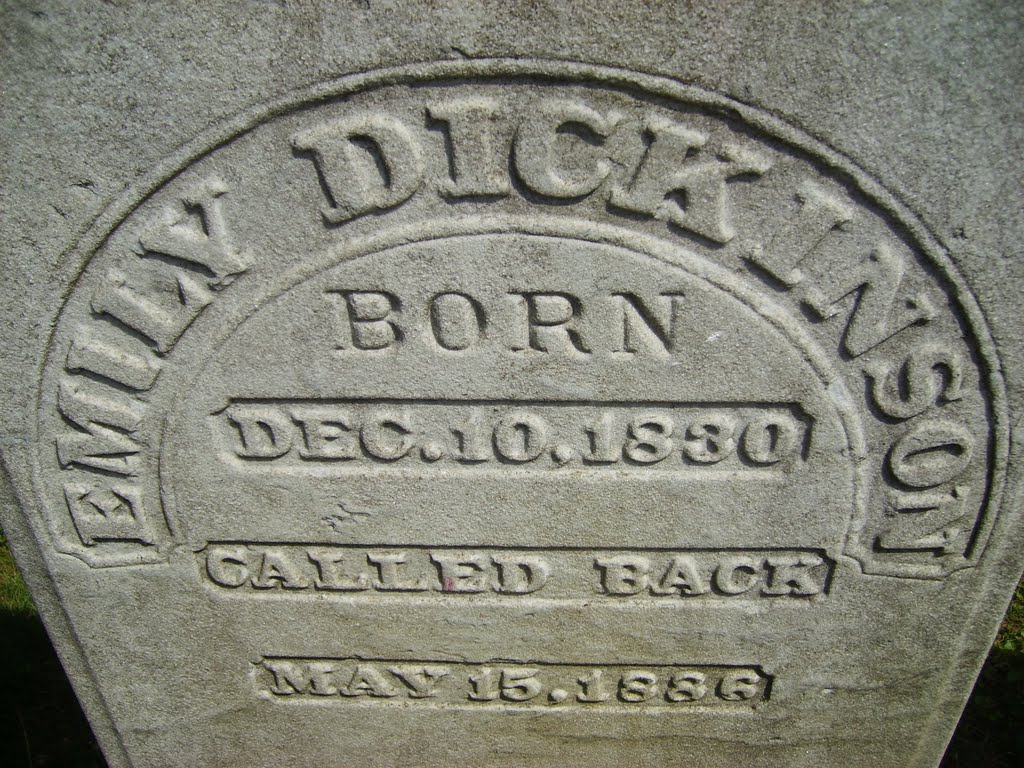 EMILY DICKINSON
BORN
DEC. 10. 1830
CALLED BACK
MAY 15. 1886